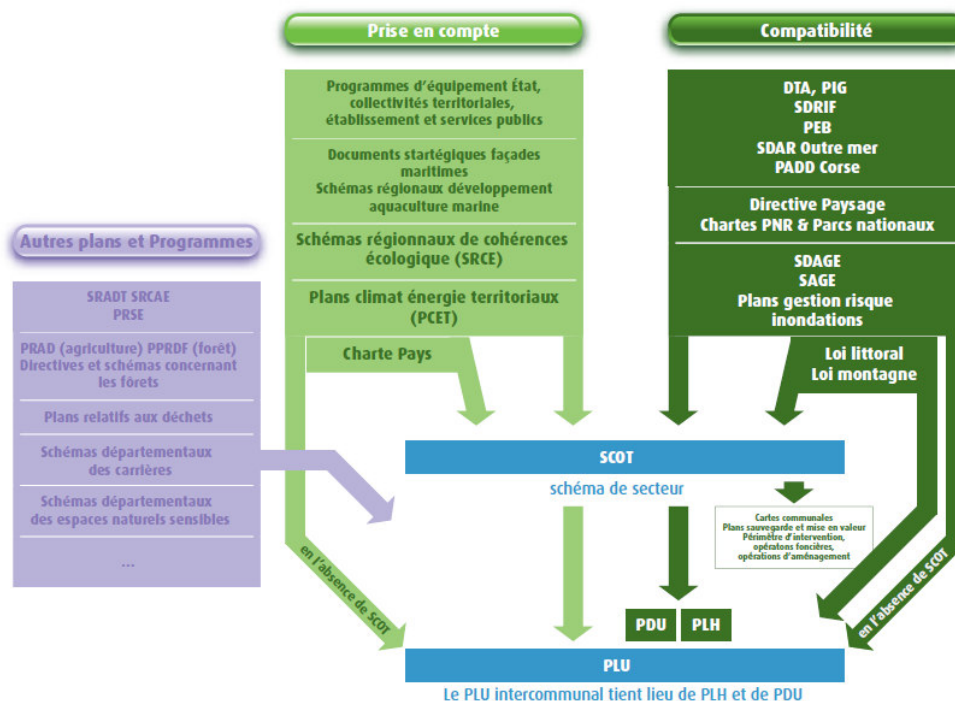 Prise en compte
Compatibilité
Programmes d'équipement État,
collectivités territoriales,
établissement et services publics
Documents startégiques façades
maritimes
Schémas régionaux développement
aquaculture marine
Schémas régionnaux de cohérences
écologique (SRCE)
Plans climat énergie territoriaux
(PCET)
Charte Pays
DTA, PIG
SDRIF
PEB
SDAR Outre mer
PADD Corse
Directive Paysage
Chartes PNR & Parcs nationaux
SDAGE
SAGE
Plans gestion risque
inondations
Loi littoral
Loi montagne
Autres plans et Programmes
SRADT SRCAE
PRSE
PRAD (agriculture) PPRDF (forêt)
Directives et schémas concernant
les fôrets
Plans relatifs aux déchets
Schémas départementaux
des carrières
Schémas départementaux
des espaces naturels sensibles
...
SCOT
schéma de secteur
Cartes communales
Plans sauvegarde et mise en valeur
Périmètre d'intervention,
opératons foncières,
opérations d'aménagement
en l'absence de SCOT
en l'absence de SCOT
PDU
PLH
PLU
Le PLU intercommunal tient lieu de PLH et de PDU